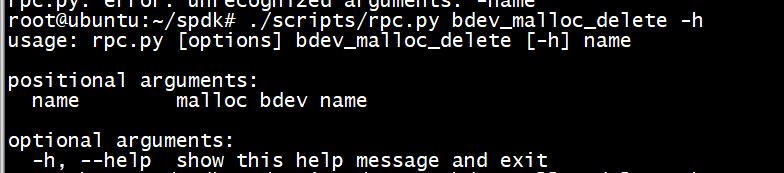 rpc.py: error: unrecognized arguments: -name
root@ubuntu:~/spdk# ./scripts/rpc.py bdev_malloc_delete -h
usage: rpc.py [options] bdev_malloc_delete [-h] name
positional arguments:
name malloc bdev name
optional arguments:
-h, --help show this help message and exit